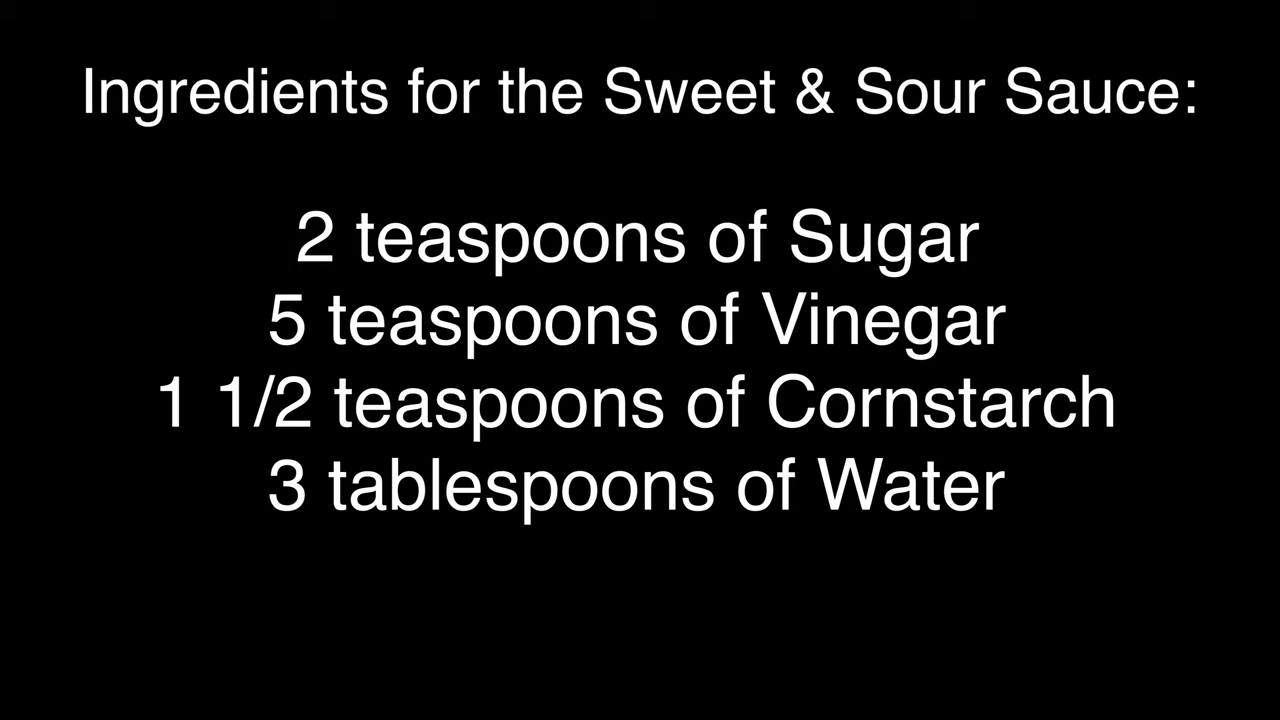 Ingredients for the Sweet & Sour Sauce:
2 teaspoons of Sugar
5 teaspoons of Vinegar
1 1/2 teaspoons of Cornstarch
3 tablespoons of Water